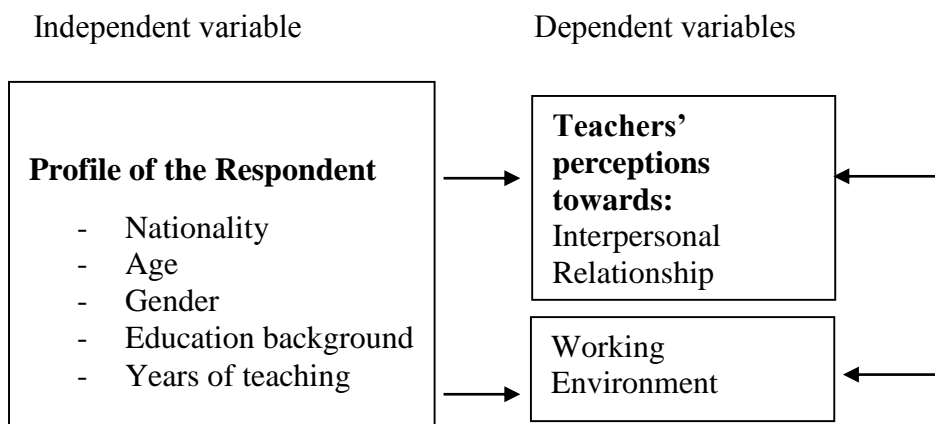 Independent variable
Dependent variables
Profile of the Respondent
- Nationality
- Age
- Gender
- Education background
- Years of teaching
Teachers’
perceptions
towards:
Interpersonal
Relationship
Working
Environment